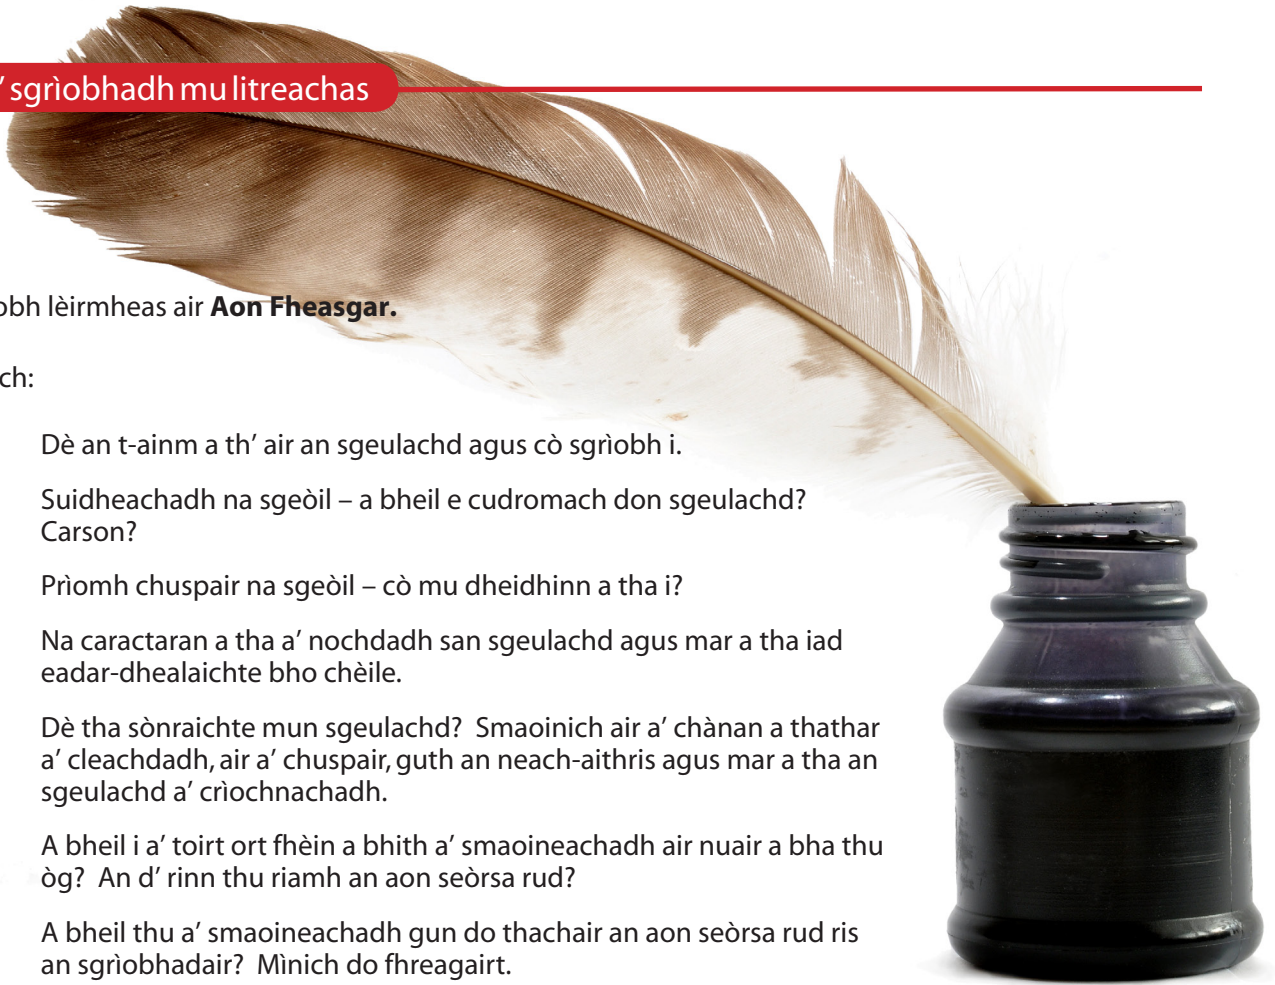 ' sgrìobhadh mu litreachas
obh lèirmheas air Aon Fheasgar.
ch:
Dè an t-ainm a th' air an sgeulachd agus cò sgrìobh i.
Suidheachadh na sgeòil – a bheil e cudromach don sgeulachd?
Carson?
Prìomh chuspair na sgeòil – cò mu dheidhinn a tha i?
Na caractaran a tha a' nochdadh san sgeulachd agus mar a tha iad
eadar-dhealaichte bho chèile.
Dè tha sònraichte mun sgeulachd? Smaoinich air a' chànan a thathar
a' cleachdadh, air a' chuspair, guth an neach-aithris agus mar a tha an
sgeulachd a' crìochnachadh.
A bheil i a' toirt ort fhèin a bhith a' smaoineachadh air nuair a bha thu
òg? An d' rinn thu riamh an aon seòrsa rud?
A bheil thu a' smaoineachadh gun do thachair an aon seòrsa rud ris
an sgrìobhadair? Mìnich do fhreagairt.